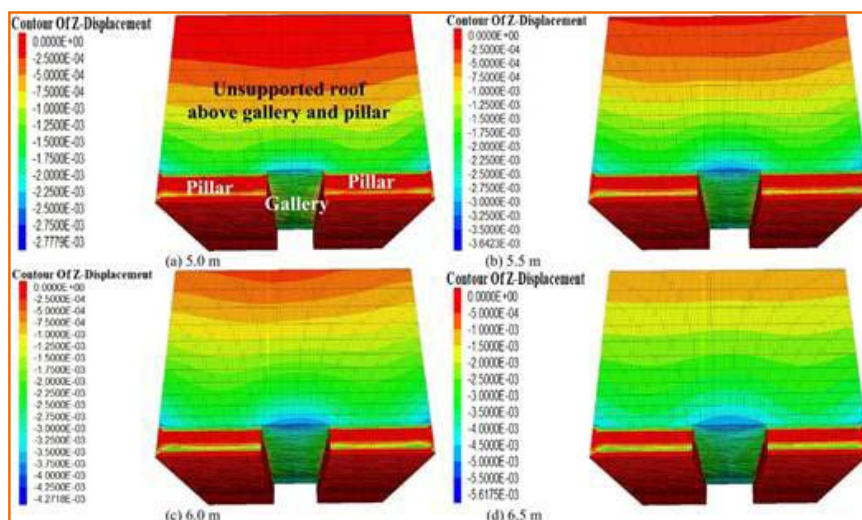 Contour Of Z-Displacement
0.0000E+00
-2.5000E-04
-5.0000E-04
-7.5000E-04
-1.0000E-03
-1.2500E-03
-1.5000E-03
-1.7500E-03
-2.0000E-03
-2.2500E-03
-2.5000E-03
-2.7500E-03
-2.7779E-03
Unsupported roof
above gallery and pillar
Pillar
Pillar
Gallery
(a) 5.0 m
Contour Of Z-Displacement
0.0000E+00
-2.5000E-04
-5.0000E-04
-7.5000E-04
-1.0000E-03
-1.2500E-03
-1.5000E-03
-1.7500E-03
-2.0000E-03
-2.2500E-03
-2.5000E-03
-2.7500E-03
-3.0000E-03
-3.2500E-03
-3.5000E-03
-3.6423E-03
(b) 5.5 m
Contour Of Z-Displacement
0.0000E+00
-2.5000E-04
-5.0000E-04
-7.5000E-04
-1.0000E-03
-1.2500E-03
-1.5000E-03
-1.7500E-03
-2.0000E-03
-2.2500E-03
-2.5000E-03
-2.7500E-03
-3.0000E-03
-3.2500E-03
-3.5000E-03
-3.7500E-03
-4.0000E-03
-4.2500E-03
-4.2718E-03
(c) 6.0 m
Contour Of Z-Displacement
0.0000E+00
-5.0000E-04
-1.0000E-03
-1.5000E-03
-2.0000E-03
-2.5000E-03
-3.0000E-03
-3.5000E-03
-4.0000E-03
-4.5000E-03
-5.0000E-03
-5.5000E-03
-5.6175E-03
(d) 6.5 m